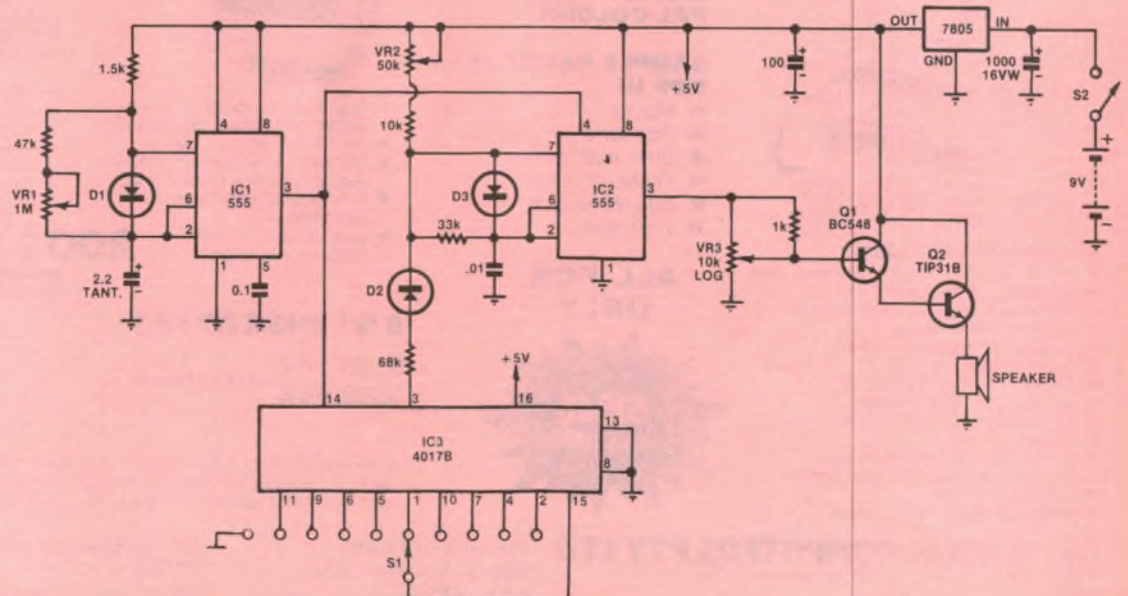 OUT
7805
IN
GND
VR2
50k
1.5k
100
+
-
+5V
1000
16VW
+
-
S2
10k
47k
4
8
7
D1
IC1
555
3
6
2
1
5
VR1
1M
2.2
TANT.
+
-
0.1
4
8
7
D3
IC2
555
3
6
2
1
33k
.01
D2
68k
+5V
1k
VR3
10k
LOG
Q1
BC548
Q2
TIP31B
SPEAKER
9V
+
-
14
3
16
13
IC3
4017B
8
11
9
6
5
1
10
7
4
2
15
S1